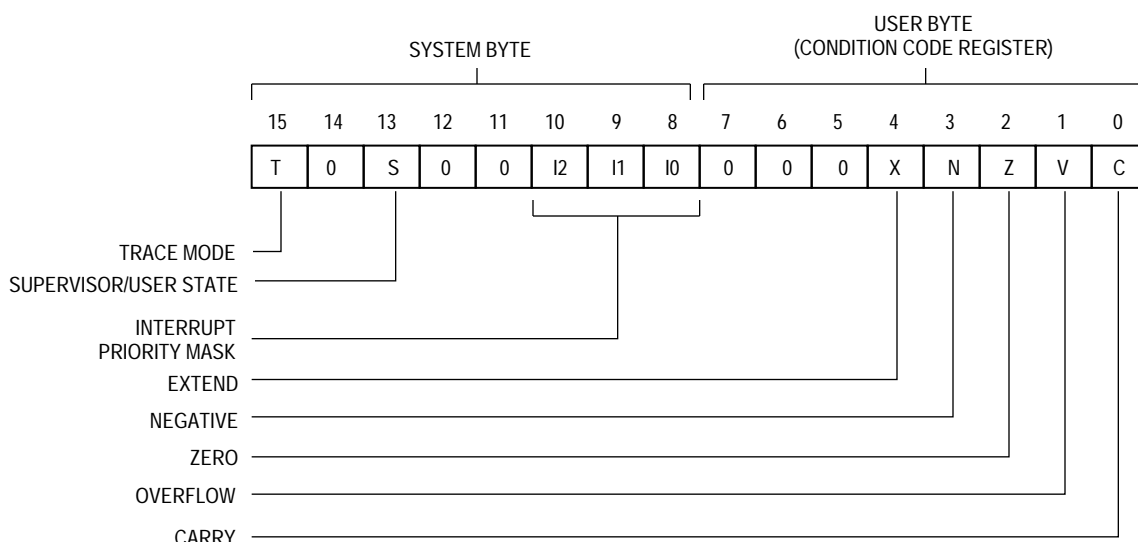 USER BYTE
SYSTEM BYTE (CONDITION CODE REGISTER)
15 14 13 12 11 10 9 8 7 6 5 4 3 2 1 0
T 0 S 0 0 I2 I1 I0 0 0 0 X N Z V C
TRACE MODE
SUPERVISOR/USER STATE
INTERRUPT
PRIORITY MASK
EXTEND
NEGATIVE
ZERO
OVERFLOW
CARRY